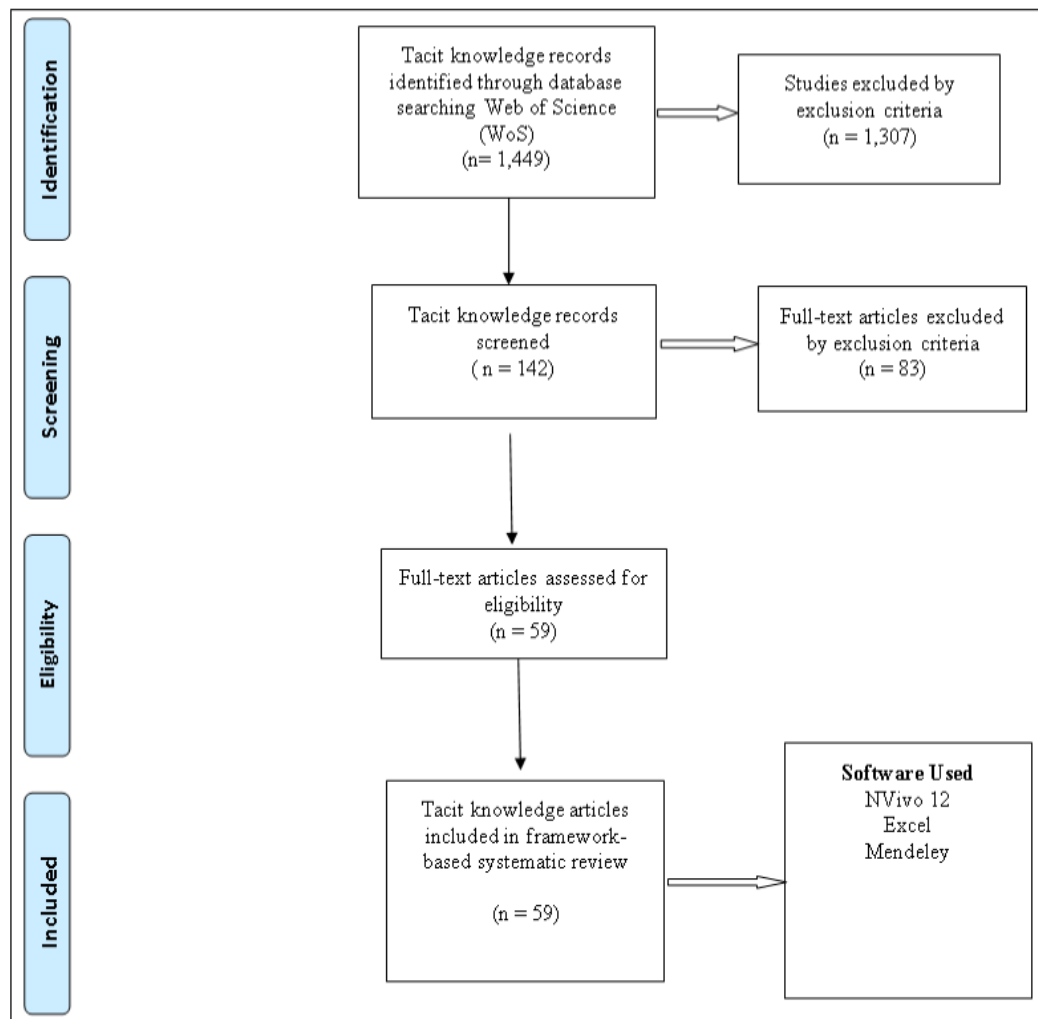 Identification
Tacit knowledge records
identified through database
searching Web of Science
(WoS)
(n= 1,449)
Studies excluded by
exclusion criteria
(n = 1,307)
Screening
Tacit knowledge records
screened
( n = 142)
Full-text articles excluded
by exclusion criteria
(n = 83)
Eligibility
Full-text articles assessed for
eligibility
(n = 59)
Included
Tacit knowledge articles
included in framework-
based systematic review
(n = 59)
Software Used
NVivo 12
Excel
Mendeley